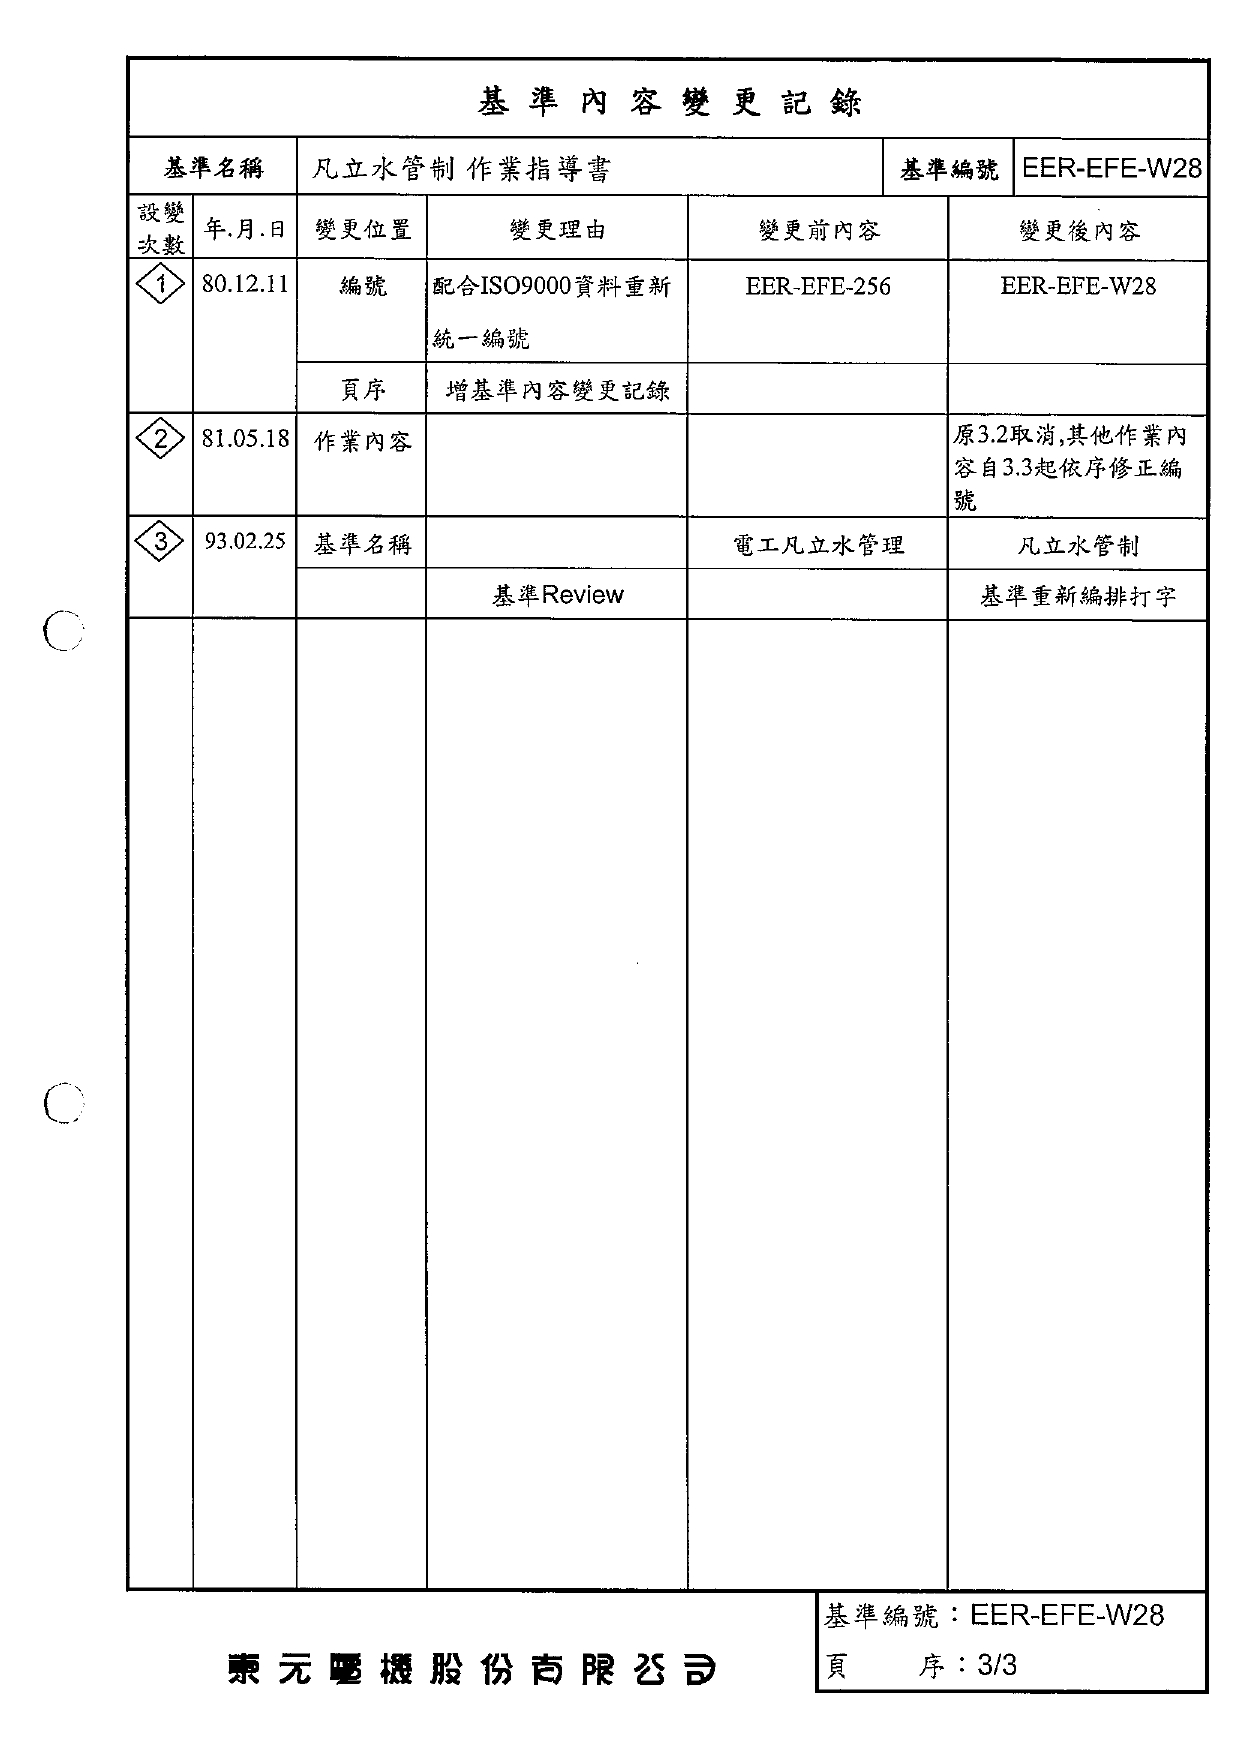 基準內容變更記錄
基準名稱 凡立水管制 作業指導書 基準編號 EER-EFE-W28
設變次數 年.月.日 變更位置 變更理由 變更前內容 變更後內容
1 80.12.11 編號 配合ISO9000資料重新 EER-EFE-256 EER-EFE-W28
統一編號
頁序 增基準內容變更記錄
2 81.05.18 作業內容 原3.2取消,其他作業內
容自3.3起依序修正編
號
3 93.02.25 基準名稱 電工凡立水管理 凡立水管制
基準Review 基準重新編排打字
基準編號：EER-EFE-W28
東元電機股份有限公司
頁 序：3/3